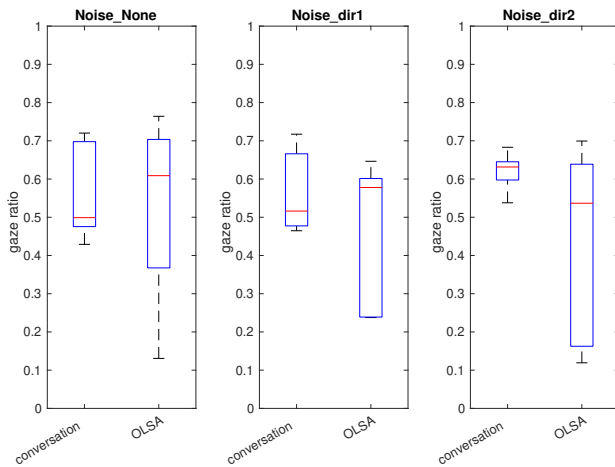 Noise_None
Noise_dir1
Noise_dir2
1
0.9
0.8
0.7
0.6
0.5
0.4
0.3
0.2
0.1
0
gaze ratio
conversation
OLSA
1
0.9
0.8
0.7
0.6
0.5
0.4
0.3
0.2
0.1
0
gaze ratio
conversation
OLSA
1
0.9
0.8
0.7
0.6
0.5
0.4
0.3
0.2
0.1
0
gaze ratio
conversation
OLSA